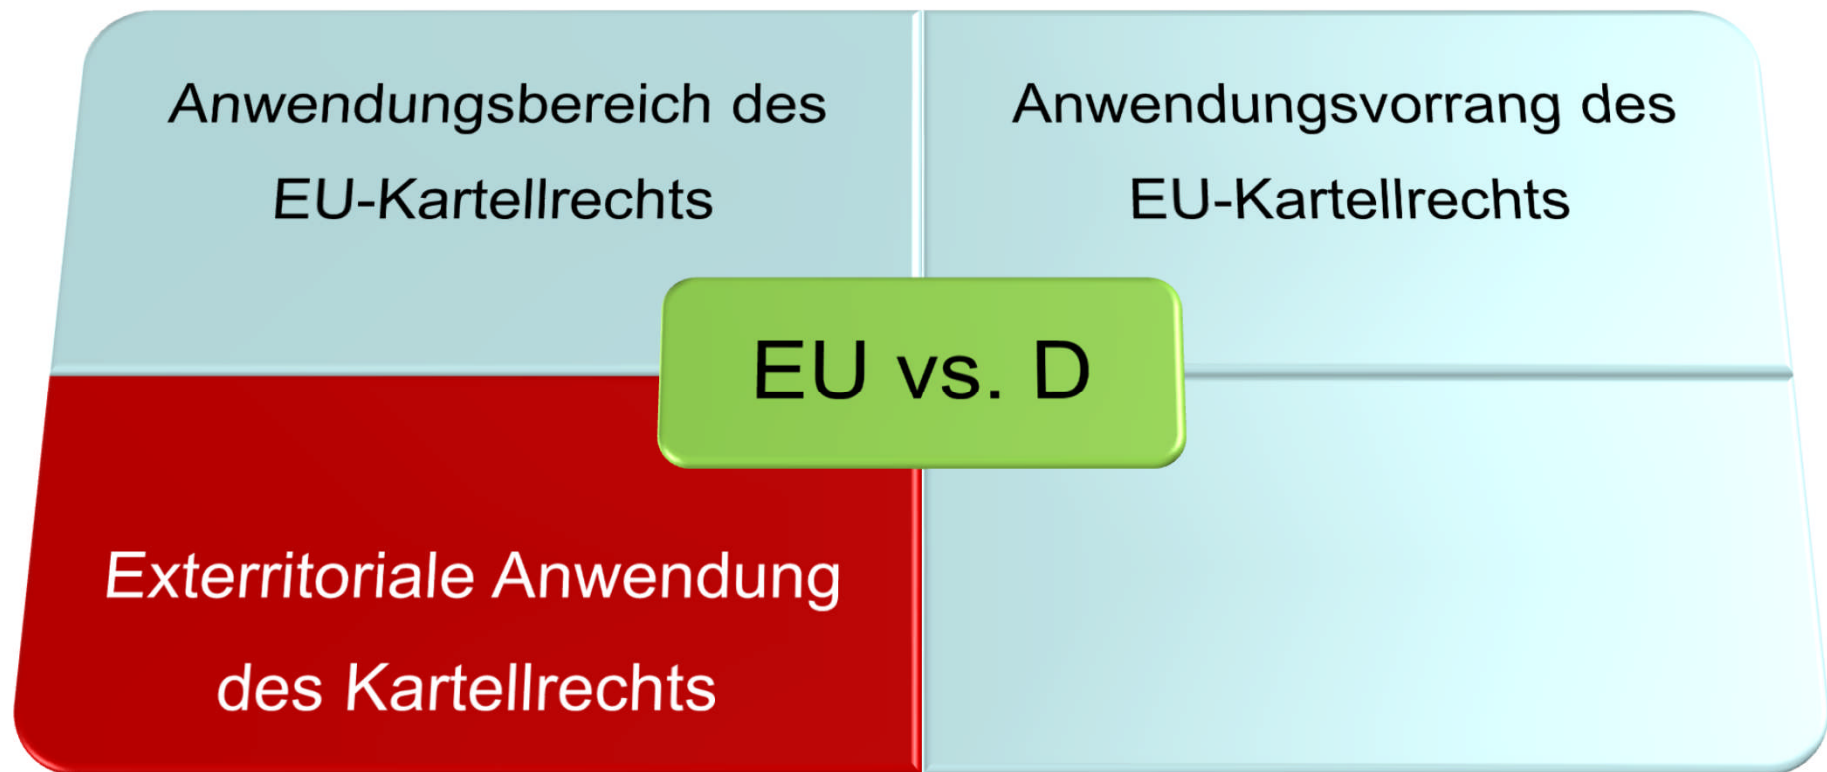 Anwendungsbereich des
EU-Kartellrechts
Anwendungsvorrang des
EU-Kartellrechts
EU vs. D
Exterritoriale Anwendung
des Kartellrechts